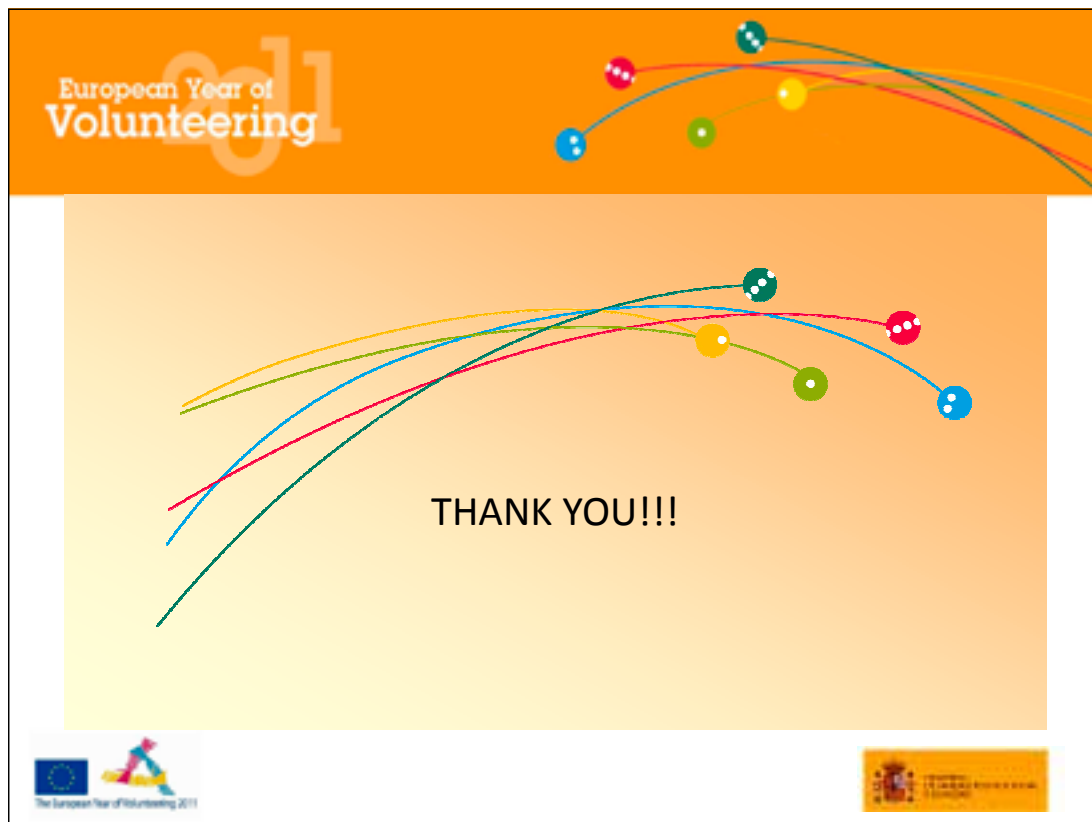 2011
European Year of
Volunteering
THANK YOU!!!
The European Year of Volunteering 2011